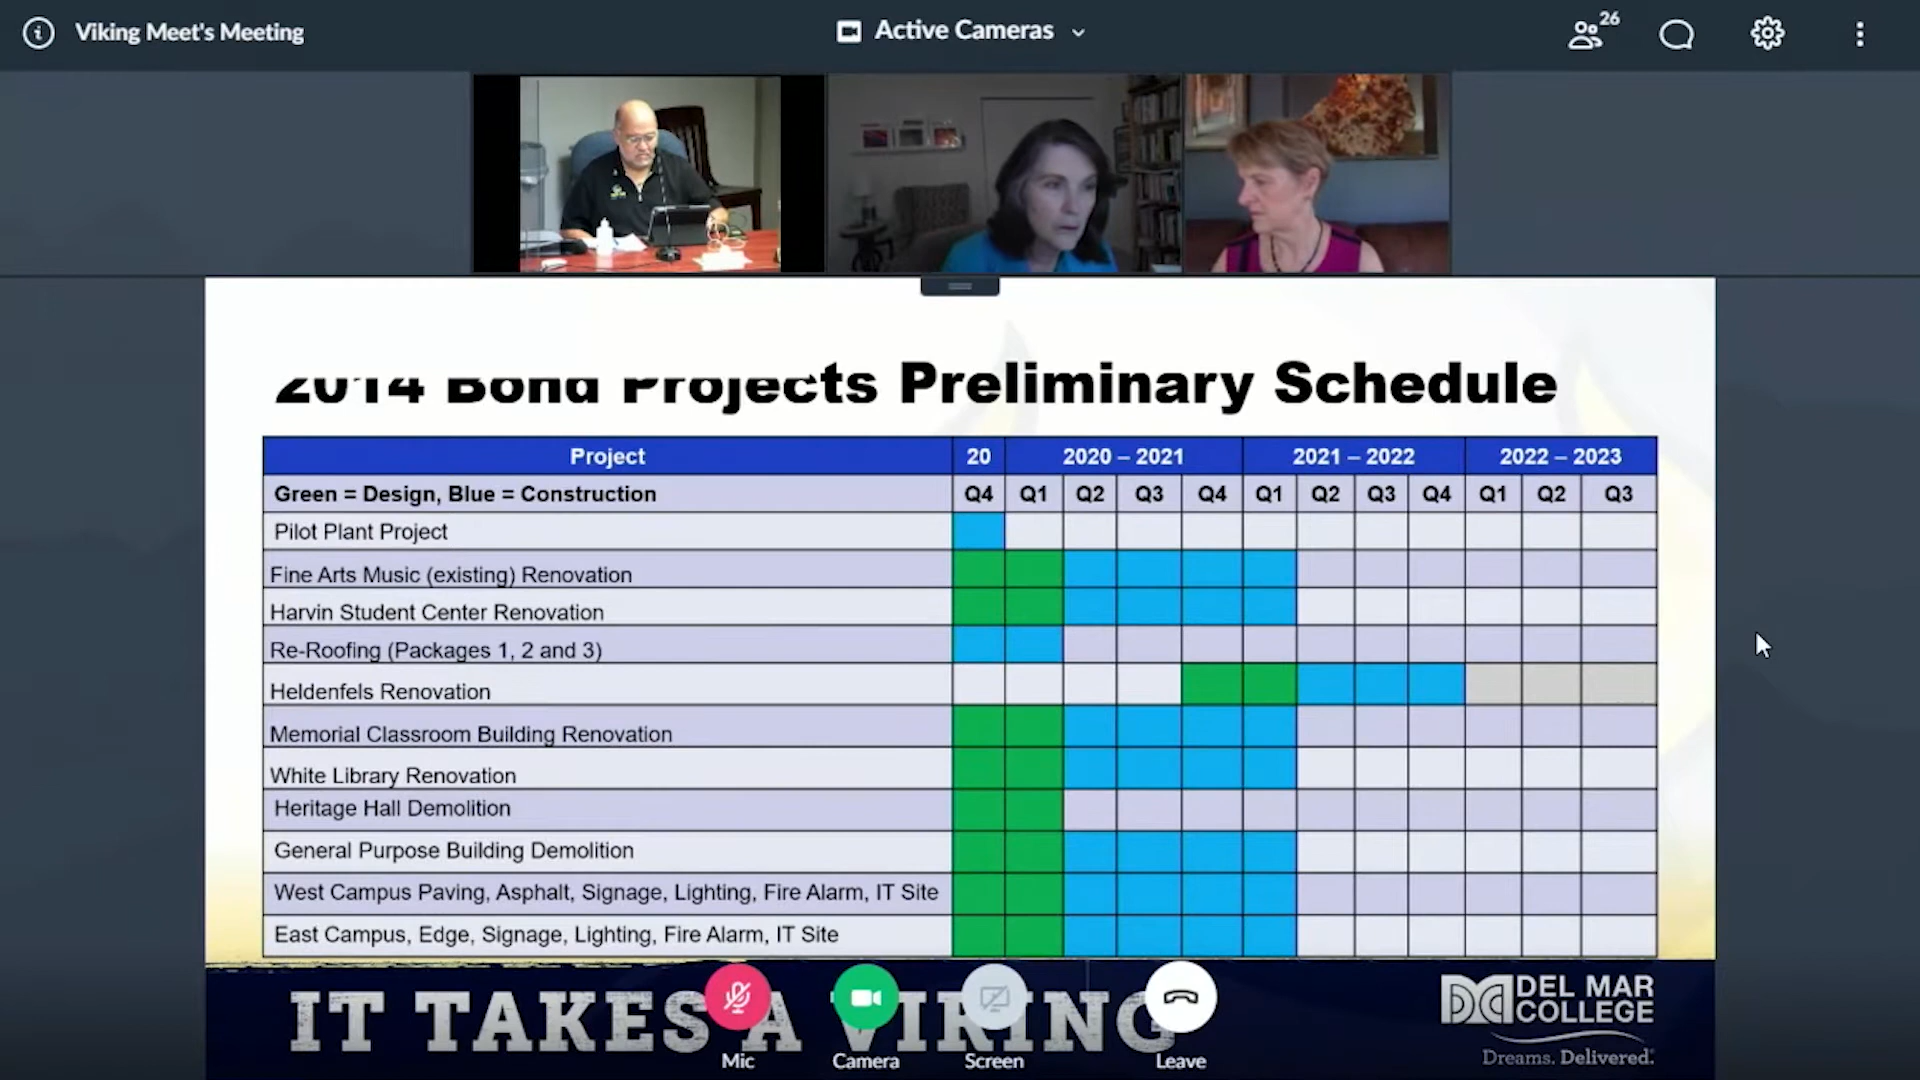 Viking Meet's Meeting
Active Cameras
26
2014 Bond Projects Preliminary Schedule
Project 20 2020 – 2021 2021 – 2022 2022 – 2023
Green = Design, Blue = Construction Q4 Q1 Q2 Q3 Q4 Q1 Q2 Q3 Q4 Q1 Q2 Q3
Pilot Plant Project
Fine Arts Music (existing) Renovation
Harvin Student Center Renovation
Re-Roofing (Packages 1, 2 and 3)
Heldenfels Renovation
Memorial Classroom Building Renovation
White Library Renovation
Heritage Hall Demolition
General Purpose Building Demolition
West Campus Paving, Asphalt, Signage, Lighting, Fire Alarm, IT Site
East Campus, Edge, Signage, Lighting, Fire Alarm, IT Site
IT TAKES A VIKING
DEL MAR
COLLEGE
Dreams. Delivered.
Mic Camera Screen Leave